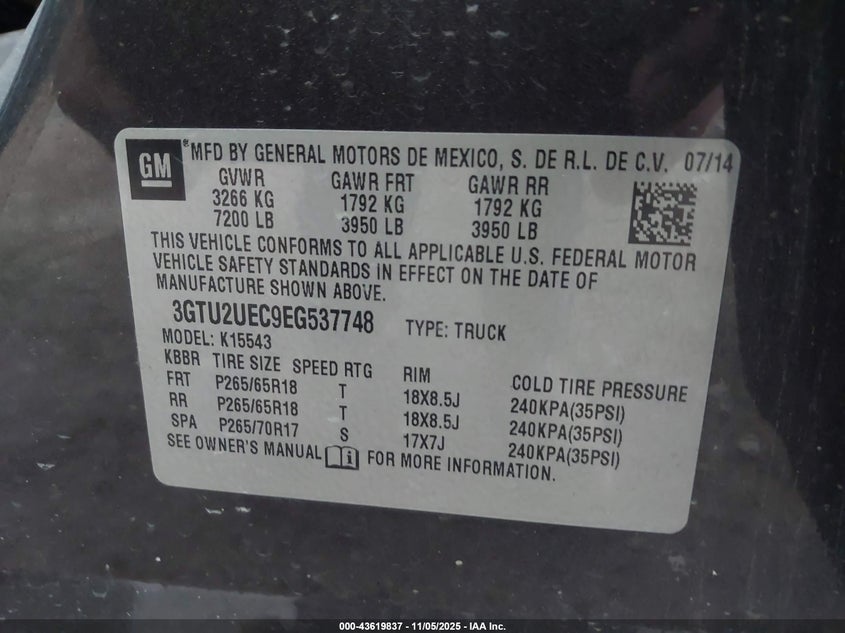 GM ® MFD BY GENERAL MOTORS DE MEXICO, S. DE R.L. DE C.V. 07/14
GVWR GAWR FRT GAWR RR
3266 KG 1792 KG 1792 KG
7200 LB 3950 LB 3950 LB
THIS VEHICLE CONFORMS TO ALL APPLICABLE U.S. FEDERAL MOTOR
VEHICLE SAFETY STANDARDS IN EFFECT ON THE DATE OF
MANUFACTURE SHOWN ABOVE.
3GTU2UEC9EG537748 TYPE: TRUCK
MODEL: K15543
KBBR TIRE SIZE SPEED RTG RIM COLD TIRE PRESSURE
FRT P265/65R18 T 18X8.5J 240KPA(35PSI)
RR P265/65R18 T 18X8.5J 240KPA(35PSI)
SPA P265/70R17 S 17X7J 240KPA(35PSI)
SEE OWNER'S MANUAL FOR MORE INFORMATION.
000-43619837 - 11/05/2025 - IAA Inc.